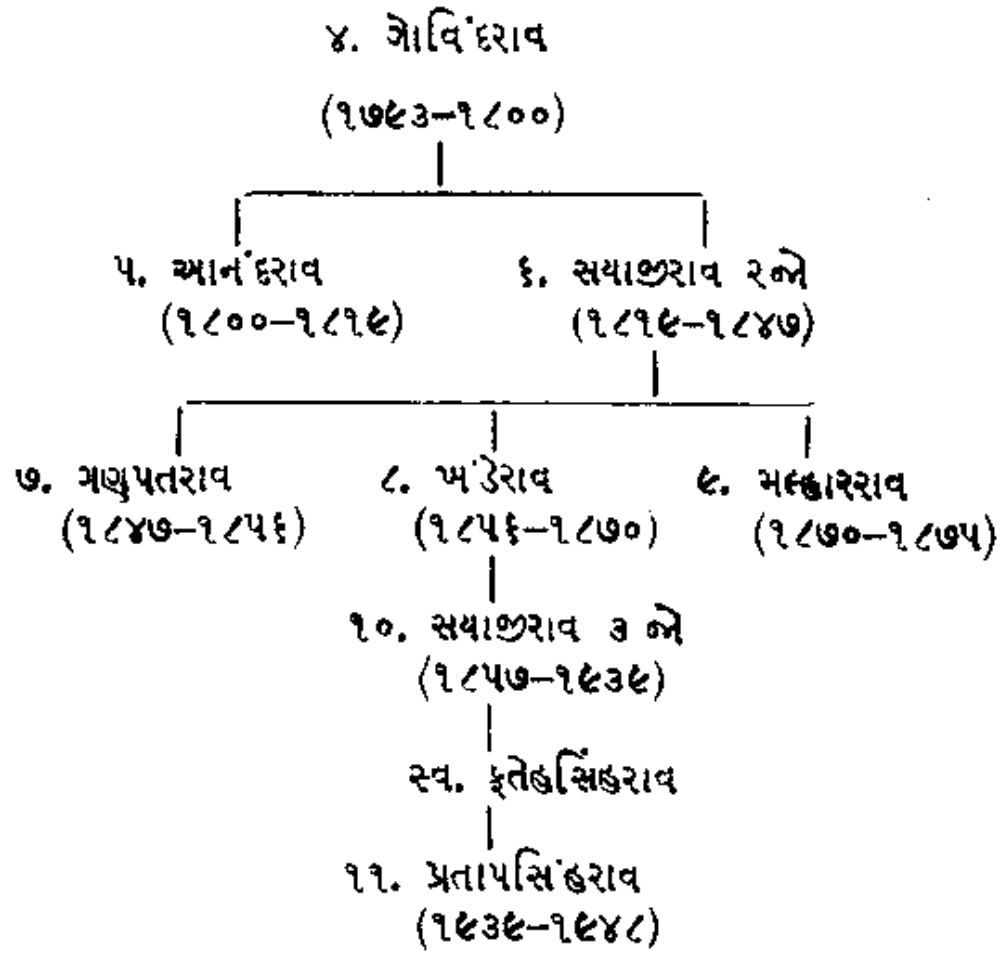 ૪. ગોવિંદરાવ
(૧૭૯૩–૧૮૦૦)
૫. આનંદરાવ ૬. સયાજીરાવ ૨જો
(૧૮૦૦–૧૮૧૯) (૧૮૧૯–૧૮૪૭)
૭. ગણપતરાવ ૮. ખંડેરાવ ૯. મલ્હારરાવ
(૧૮૪૭–૧૮૫૬) (૧૮૫૬–૧૮૭૦) (૧૮૭૦–૧૮૭૫)
૧૦. સયાજીરાવ ૩ જો
(૧૮૫૭–૧૯૩૯)
સ્વ. ફતેહસિંહરાવ
૧૧. પ્રતાપસિંહરાવ
(૧૯૩૯–૧૯૪૮)